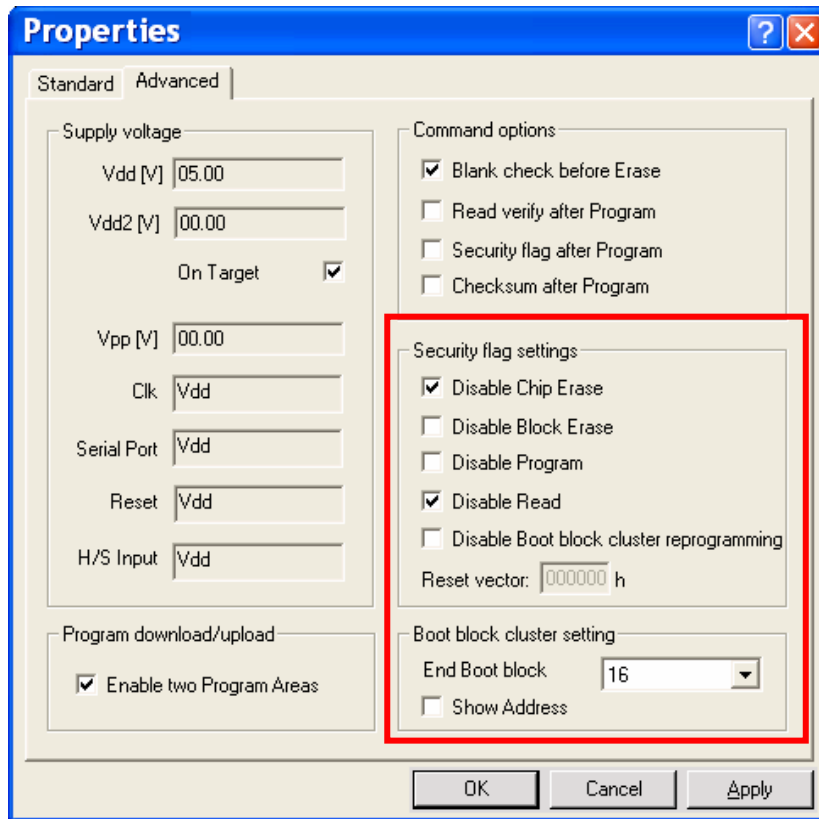 Properties
Standard Advanced
Supply voltage
Vdd [V] 05.00
Vdd2 [V] 00.00
On Target
Vpp [V] 00.00
Clk Vdd
Serial Port Vdd
Reset Vdd
H/S Input Vdd
Program download/upload
Enable two Program Areas
Command options
Blank check before Erase
Read verify after Program
Security flag after Program
Checksum after Program
Security flag settings
Disable Chip Erase
Disable Block Erase
Disable Program
Disable Read
Disable Boot block cluster reprogramming
Reset vector: 000000 h
Boot block cluster setting
End Boot block 16
Show Address
OK Cancel Apply